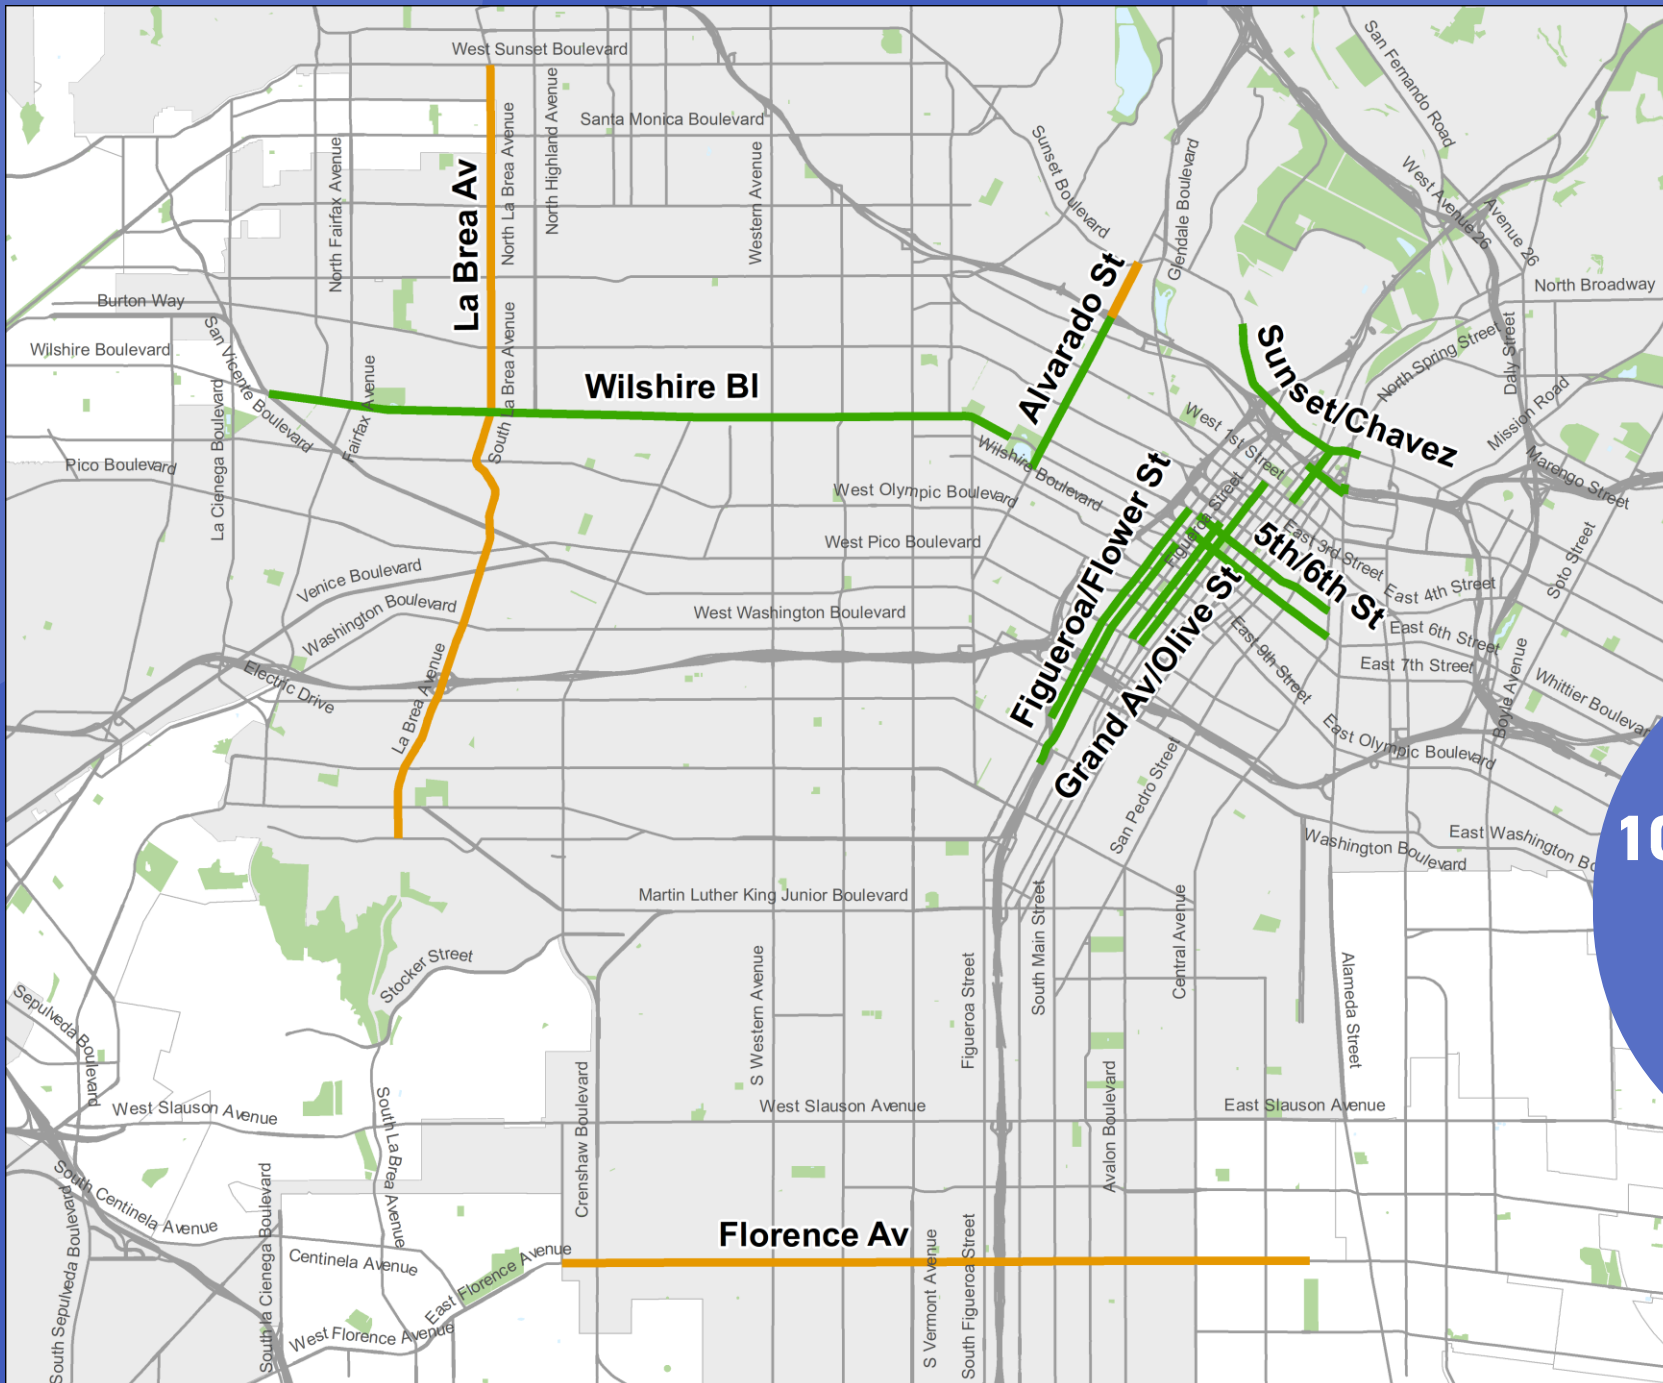 West Sunset Boulevard
San Fernando Road
North Highland Avenue
North La Brea Avenue
Santa Monica Boulevard
Western Avenue
North Fairfax Avenue
La Brea Av
Sunset Boulevard
Glendale Boulevard
West Avenue 26
Avenue 26
North Broadway
Burton Way
Wilshire Boulevard
San Vicente Boulevard
La Cienega Boulevard
Fairfax Avenue
South La Brea Avenue
Wilshire Bl
Alvarado St
Sunset/Chavez
North Spring Street
Daly Street
Mission Road
Marengo Street
West 1st Street
Wilshire Boulevard
Pico Boulevard
West Olympic Boulevard
West Pico Boulevard
Figueroa Street
Figueroa/Flower St
5th/6th St
East 3rd Street
East 4th Street
Soto Street
Grand Av/Olive St
Venice Boulevard
Washington Boulevard
West Washington Boulevard
East 6th Street
East 7th Street
East 9th Street
Boyle Avenue
Whittier Boulevar
Electric Drive
La Brea Avenue
East Olympic Boulevard
San Pedro Street
Washington Boulevard
East Washington Bo
10
Martin Luther King Junior Boulevard
South Main Street
Central Avenue
Alameda Street
Stocker Street
Sepulveda Boulevard
S Western Avenue
Figueroa Street
Crenshaw Boulevard
Avalon Boulevard
West Slauson Avenue
West Slauson Avenue
East Slauson Avenue
South La Brea Avenue
South Centinela Avenue
South Sepulveda Boulevard
South la Cienega Boulevard
Centinela Avenue
East Florence Avenue
West Florence Avenue
Florence Av
S Vermont Avenue
South Figueroa Street